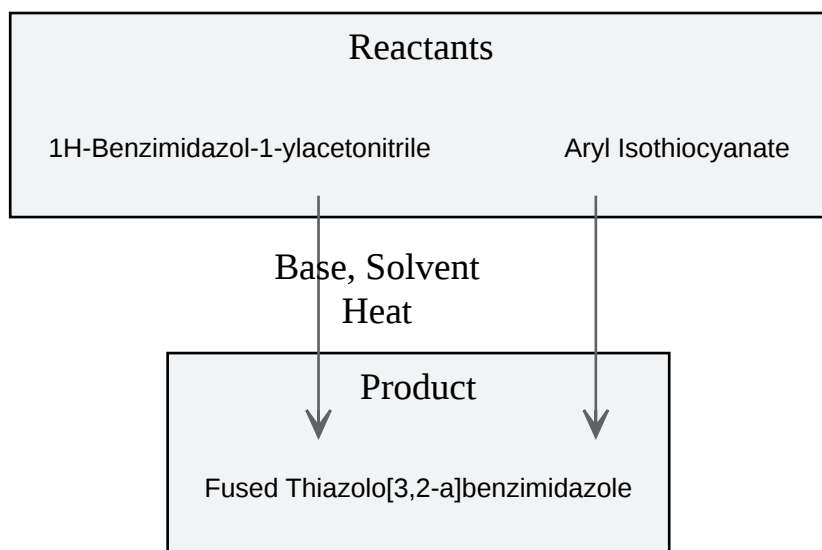 Reactants
1H-Benzimidazol-1-ylacetonitrile Aryl Isothiocyanate
Base, Solvent
Heat
Product
Fused Thiazolo[3,2-a]benzimidazole